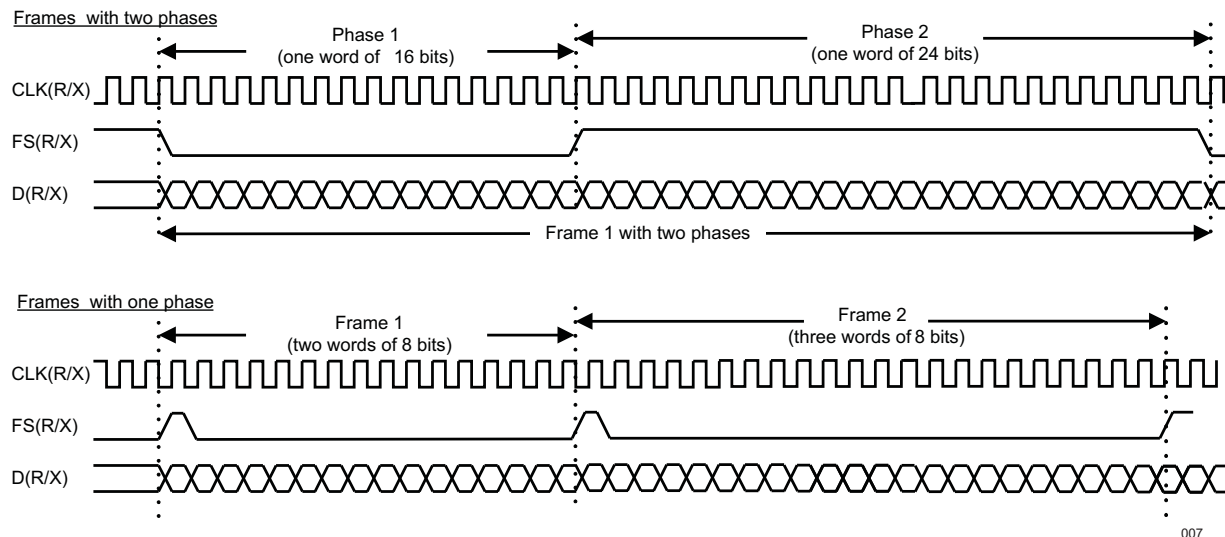 Frames with two phases
Phase 1
(one word of 16 bits)
Phase 2
(one word of 24 bits)
CLK(R/X)
FS(R/X)
D(R/X)
Frame 1 with two phases
Frames with one phase
Frame 1
(two words of 8 bits)
Frame 2
(three words of 8 bits)
CLK(R/X)
FS(R/X)
D(R/X)
007